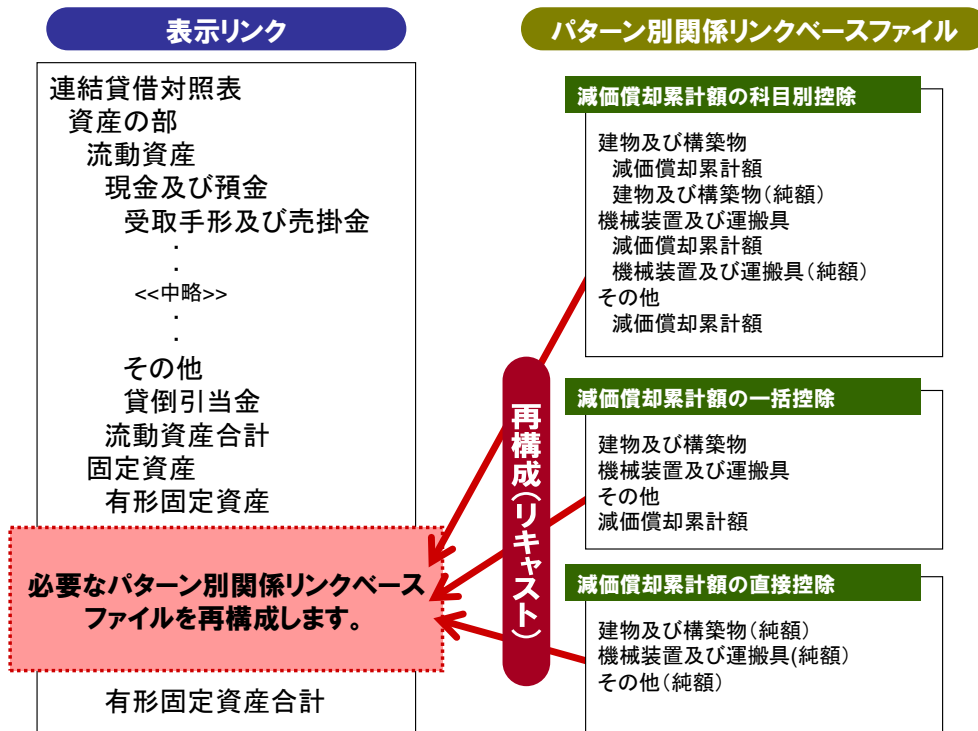 表示リンク
連結貸借対照表
資産の部
流動資産
現金及び預金
受取手形及び売掛金
・
・
<<中略>>
・
・
その他
貸倒引当金
流動資産合計
固定資産
有形固定資産
必要なパターン別関係リンクベース
ファイルを再構成します。
有形固定資産合計
再構成(リキャスト)
パターン別関係リンクベースファイル
減価償却累計額の科目別控除
建物及び構築物
減価償却累計額
建物及び構築物(純額)
機械装置及び運搬具
減価償却累計額
機械装置及び運搬具(純額)
その他
減価償却累計額
減価償却累計額の一括控除
建物及び構築物
機械装置及び運搬具
その他
減価償却累計額
減価償却累計額の直接控除
建物及び構築物(純額)
機械装置及び運搬具(純額)
その他(純額)